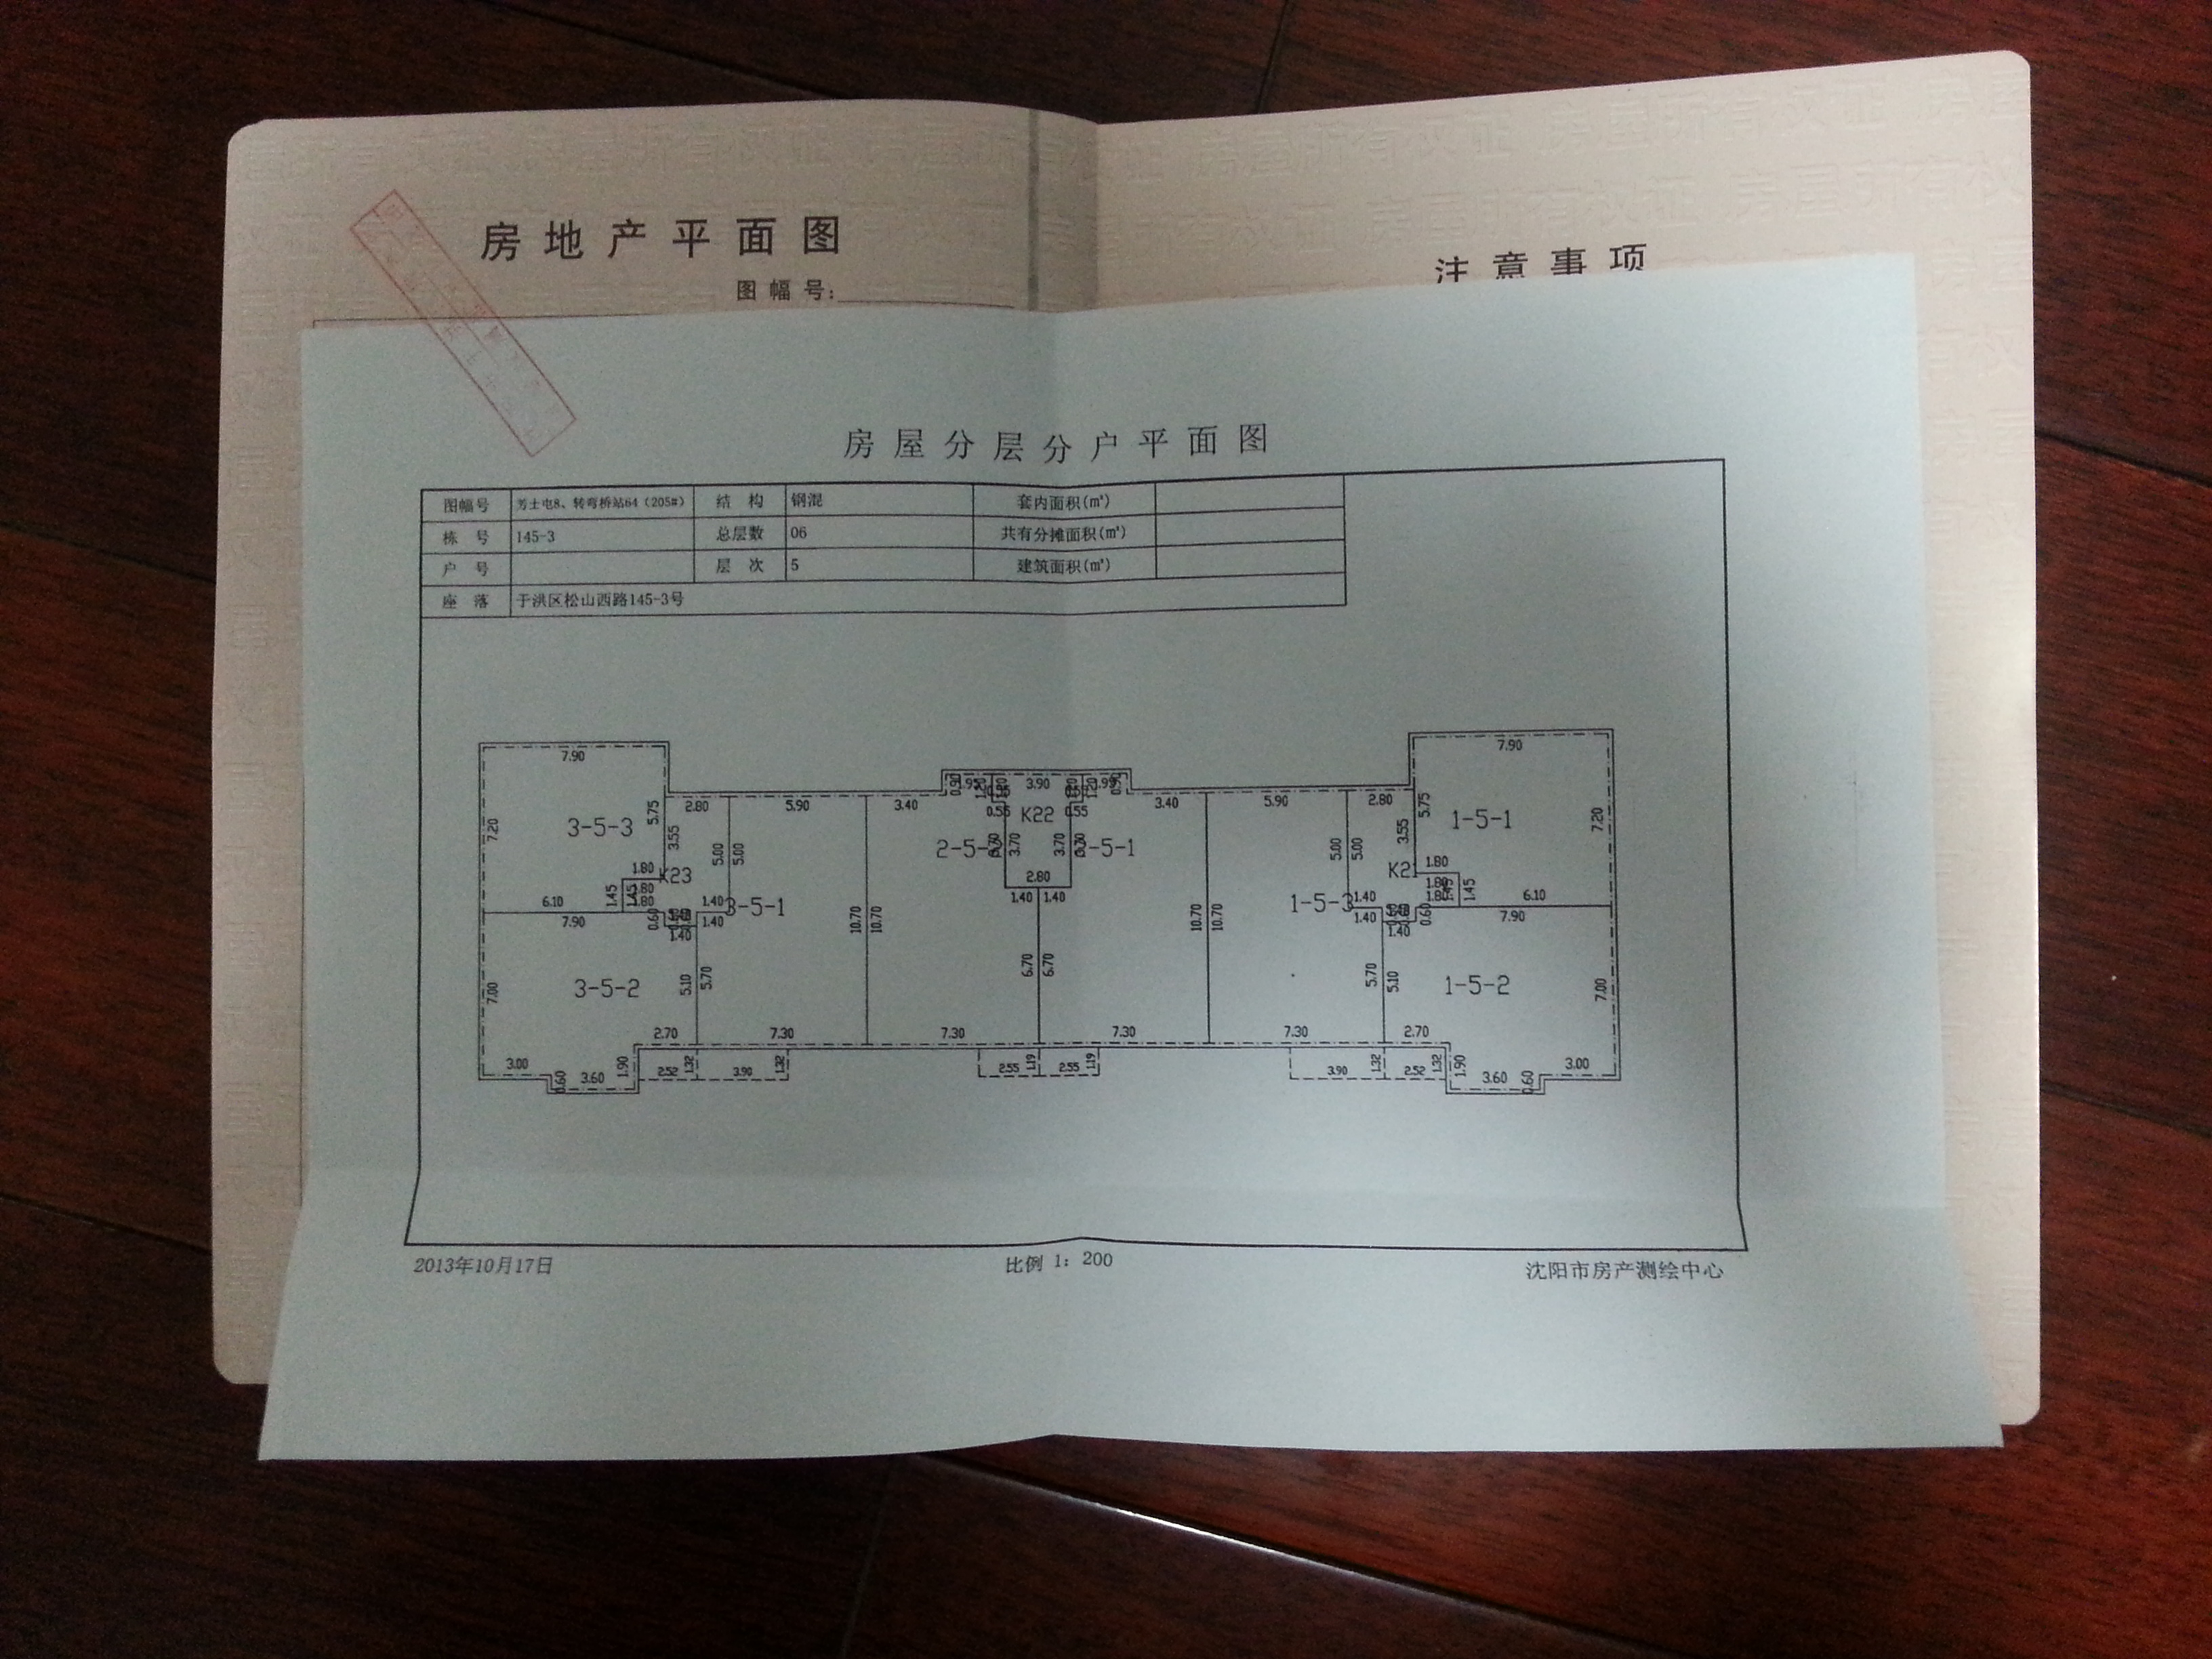 房地产平面图
注意事项
图幅号:
房屋分层分户平面图
图幅号 8、转弯桥站64 (205#) 结 构 钢混 套内面积(㎡)
栋 号 145-3 总层数 06 共有分摊面积(㎡)
户 号 层 次 5 建筑面积(㎡)
座 落 于洪区松山西路145-3号
7.90 7.90
3.90
2.80 5.90 3.40 3.40 5.90 2.80
7.20 3-5-3 5.75 3.55 0.55 K22 0.55 3.55 5.75 1-5-1 7.20
5.00 5.00 2-5-2 3.70 3.70 2-5-1 5.00 5.00
1.80 K23 2.80 K21 1.80
1.45 1.80 1.80 1.45
6.10 1.40 1.40 6.10
7.90 0.60 1.40 3-5-1 10.70 10.70 10.70 10.70 1-5-3 1.40 0.60 7.90
1.40 1.40
7.00 3-5-2 5.10 5.70 6.70 6.70 5.70 5.10 1-5-2 7.00
2.70 7.30 7.30 7.30 7.30 2.70
3.00 0.60 3.60 1.90 2.52 1.32 3.90 1.32 2.55 1.19 2.55 1.19 3.90 1.32 2.52 1.32 1.90 3.60 0.60 3.00
2013年10月17日 比例 1: 200 沈阳市房产测绘中心